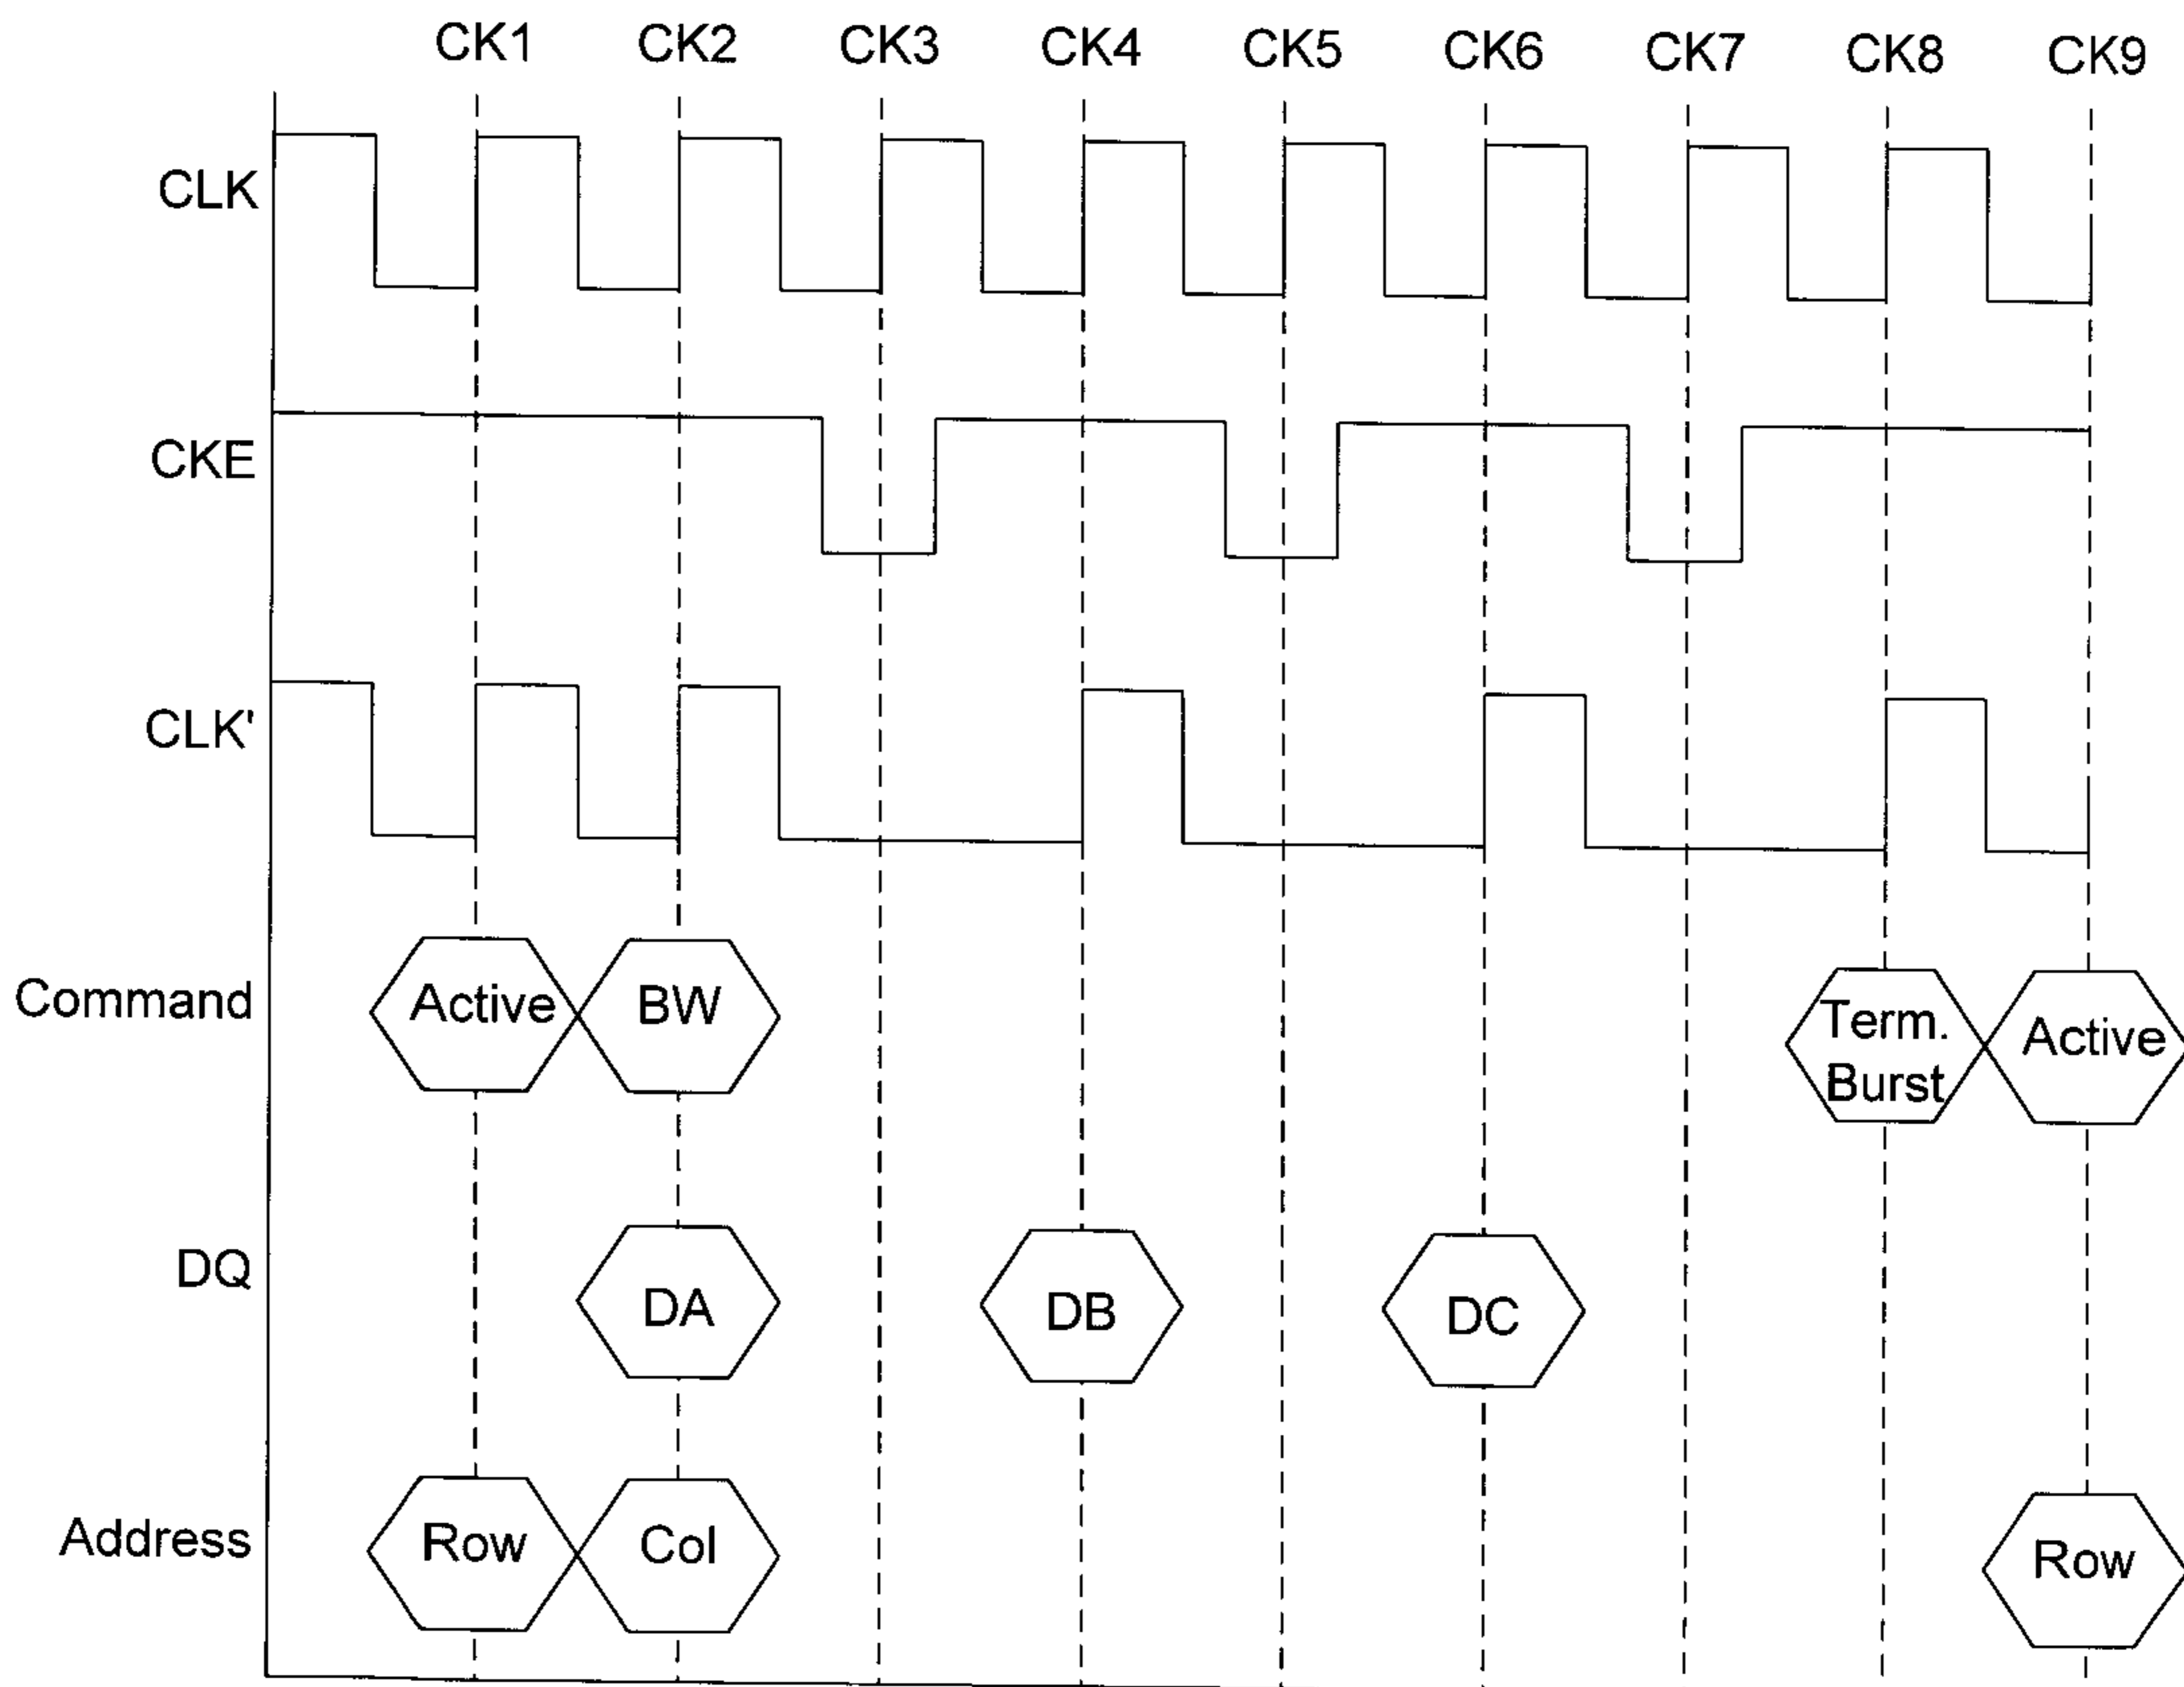 CK1 CK2 CK3 CK4 CK5 CK6 CK7 CK8 CK9
CLK
CKE
CLK'
Command Active BW Term. Burst Active
DQ DA DB DC
Address Row Col Row